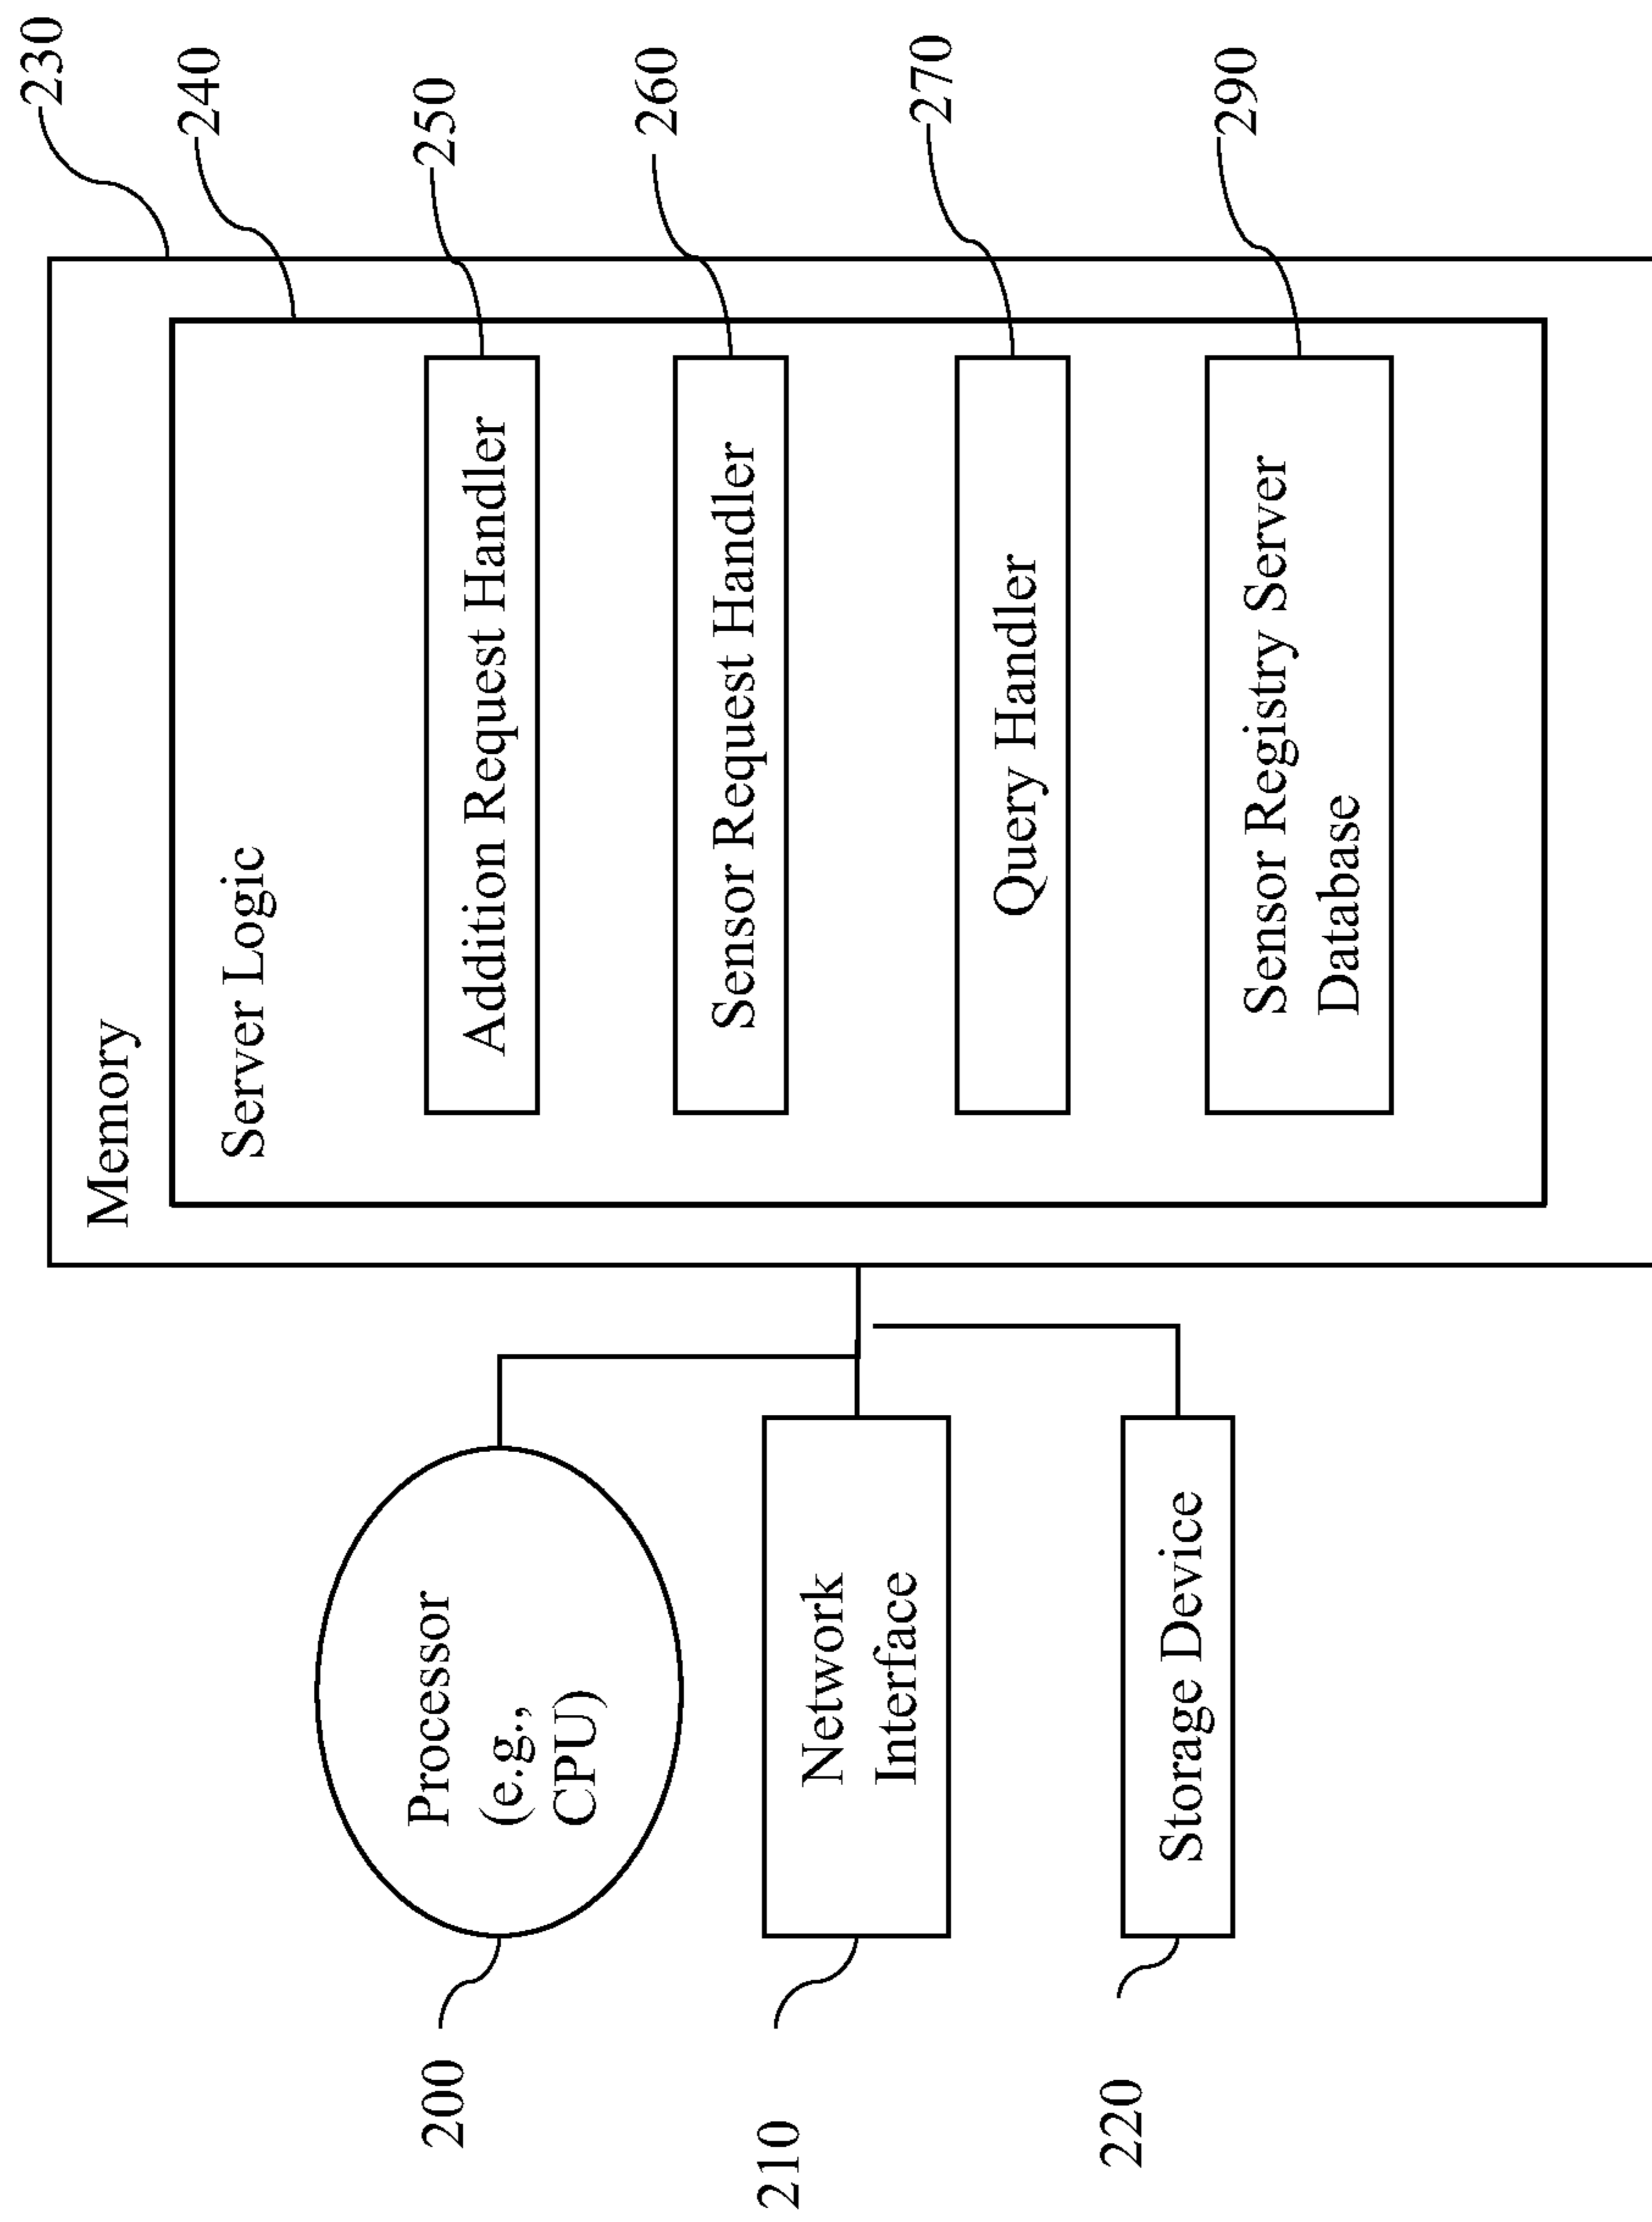 Memory
230
Server Logic
240
Addition Request Handler
250
Sensor Request Handler
260
Query Handler
270
Sensor Registry Server
Database
290
200
Processor
(e.g.,
CPU)
210
Network
Interface
220
Storage Device